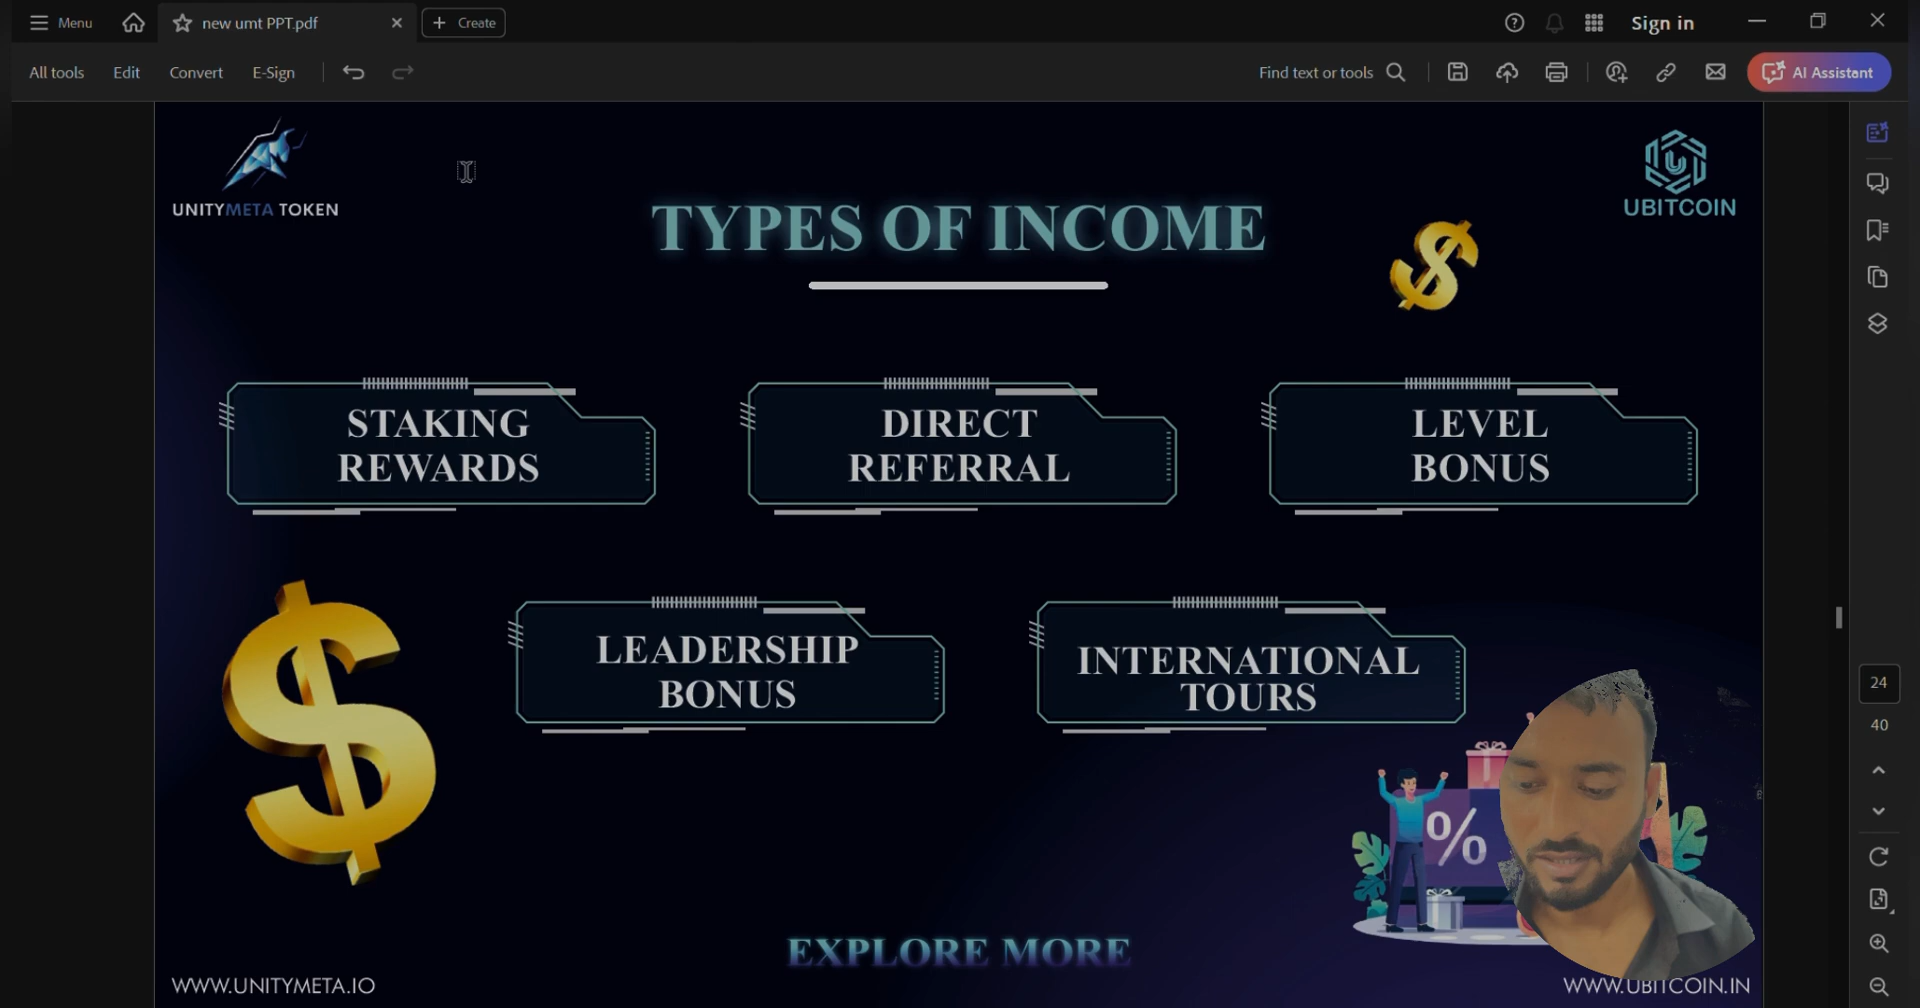 Menu
new umt PPT.pdf
Create
Sign in
All tools
Edit
Convert
E-Sign
Find text or tools
AI Assistant
UNITYMETA TOKEN
UBITCOIN
TYPES OF INCOME
STAKING
REWARDS
DIRECT
REFERRAL
LEVEL
BONUS
LEADERSHIP
BONUS
INTERNATIONAL
TOURS
24
40
%
EXPLORE MORE
WWW.UNITYMETA.IO
WWW.UBITCOIN.IN